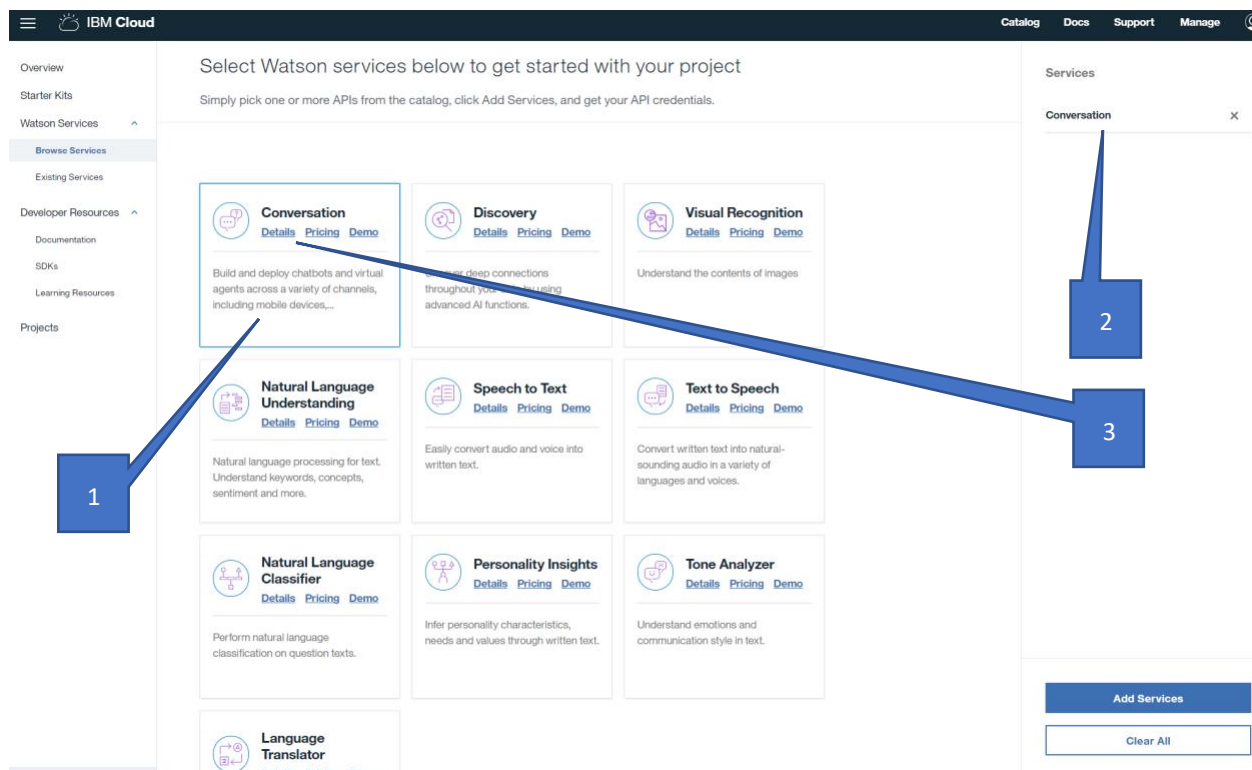 IBM Cloud
Catalog Docs Support Manage
Overview
Starter Kits
Watson Services
Browse Services
Existing Services
Developer Resources
Documentation
SDKs
Learning Resources
Projects
Select Watson services below to get started with your project
Simply pick one or more APIs from the catalog, click Add Services, and get your API credentials.
Conversation
Details Pricing Demo
Build and deploy chatbots and virtual
agents across a variety of channels,
including mobile devices,...
Discovery
Details Pricing Demo
deep connections
throughout your by using
advanced AI functions.
Visual Recognition
Details Pricing Demo
Understand the contents of images
Natural Language
Understanding
Details Pricing Demo
Natural language processing for text.
Understand keywords, concepts,
sentiment and more.
Speech to Text
Details Pricing Demo
Easily convert audio and voice into
written text.
Text to Speech
Details Pricing Demo
Convert written text into natural-
sounding audio in a variety of
languages and voices.
Natural Language
Classifier
Details Pricing Demo
Perform natural language
classification on question texts.
Personality Insights
Details Pricing Demo
Infer personality characteristics,
needs and values through written text.
Tone Analyzer
Details Pricing Demo
Understand emotions and
communication style in text.
Language
Translator
Services
Conversation
×
Add Services
Clear All
1
2
3